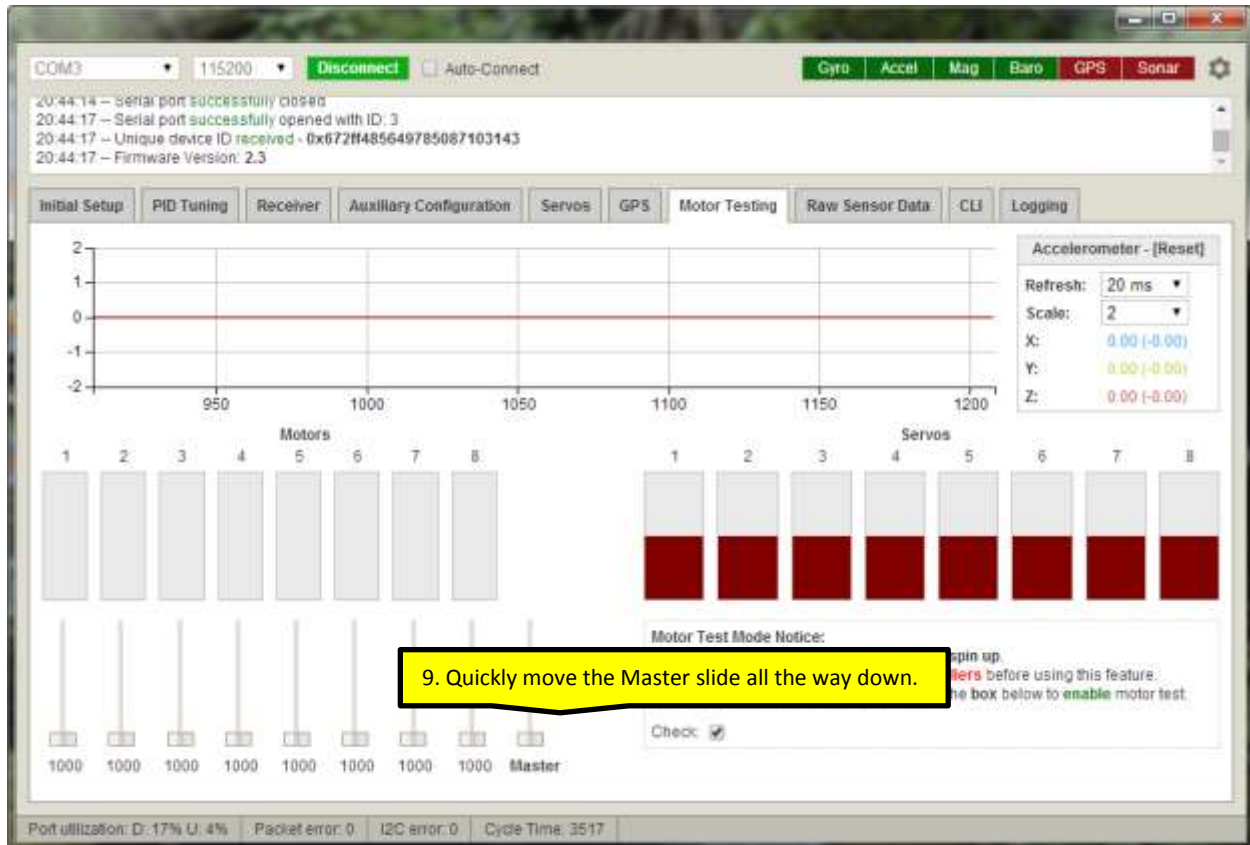 COM3 115200 Disconnect Auto-Connect Gyro Accel Mag Baro GPS Sonar
20:44:14 -- Serial port successfully closed
20:44:17 -- Serial port successfully opened with ID: 3
20:44:17 -- Unique device ID received - 0x672ff485649785087103143
20:44:17 -- Firmware Version: 2.3
Initial Setup PID Tuning Receiver Auxiliary Configuration Servos GPS Motor Testing Raw Sensor Data CLI Logging
Accelerometer - [Reset]
Refresh: 20 ms
Scale: 2
X: 0.00 (-0.00)
Y: 0.00 (-0.00)
Z: 0.00 (-0.00)
2
1
0
-1
-2
950 1000 1050 1100 1150 1200
Motors
1 2 3 4 5 6 7 8
Servos
1 2 3 4 5 6 7 8
Motor Test Mode Notice:
spin up.
before using this feature.
box below to enable motor test.
Check:
9. Quickly move the Master slide all the way down.
1000 1000 1000 1000 1000 1000 1000 1000 Master
Port utilization: D: 17% U: 4% Packet error: 0 I2C error: 0 Cycle Time: 3517